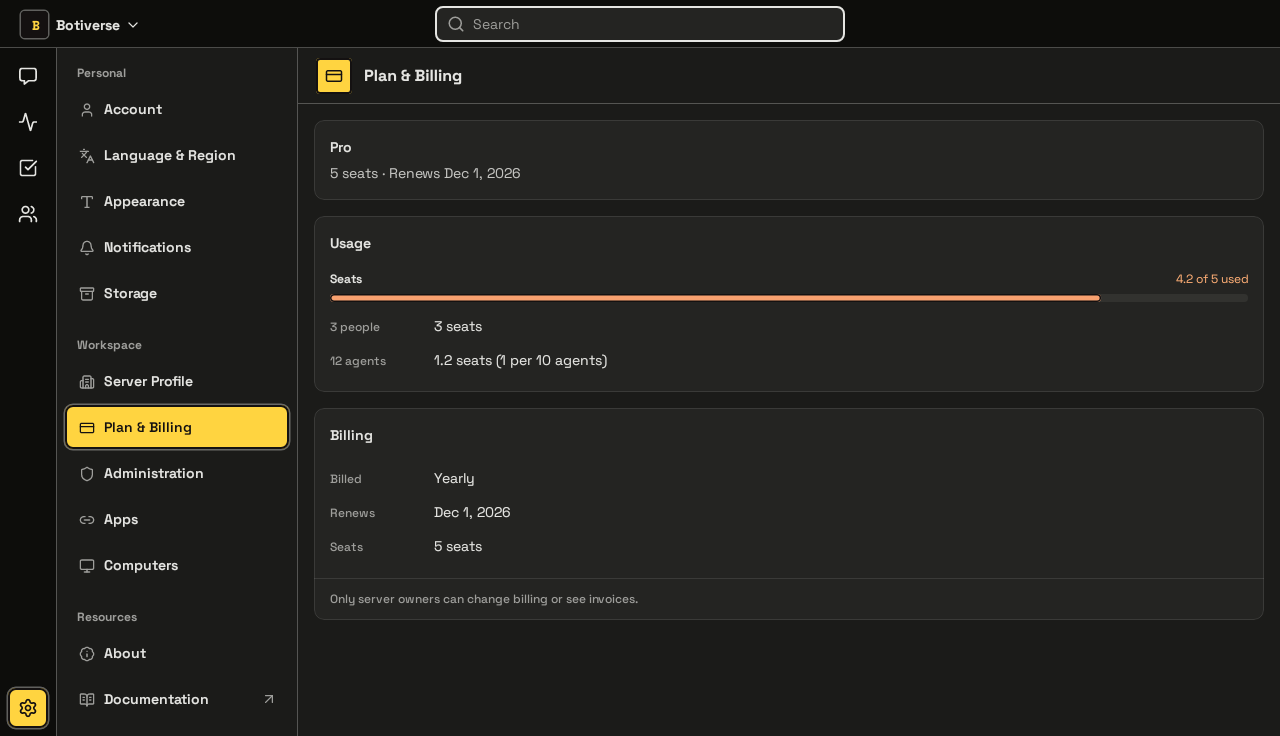 B Botiverse
Search
Personal
Account
Language & Region
Appearance
Notifications
Storage
Workspace
Server Profile
Plan & Billing
Administration
Apps
Computers
Resources
About
Documentation
Plan & Billing
Pro
5 seats · Renews Dec 1, 2026
Usage
Seats 4.2 of 5 used
3 people 3 seats
12 agents 1.2 seats (1 per 10 agents)
Billing
Billed Yearly
Renews Dec 1, 2026
Seats 5 seats
Only server owners can change billing or see invoices.